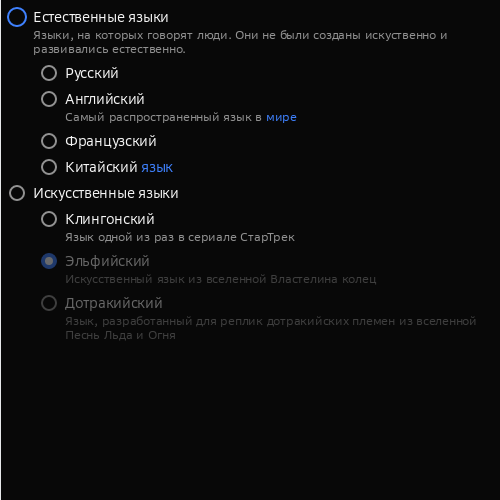 Естественные языки
Языки, на которых говорят люди. Они не были созданы искуственно и
развивались естественно.
Русский
Английский
Самый распространенный язык в мире
Французский
Китайский язык
Искусственные языки
Клингонский
Язык одной из раз в сериале СтарТрек
Эльфийский
Искусственный язык из вселенной Властелина колец
Дотракийский
Язык, разработанный для реплик дотракийских племен из вселенной
Песнь Льда и Огня